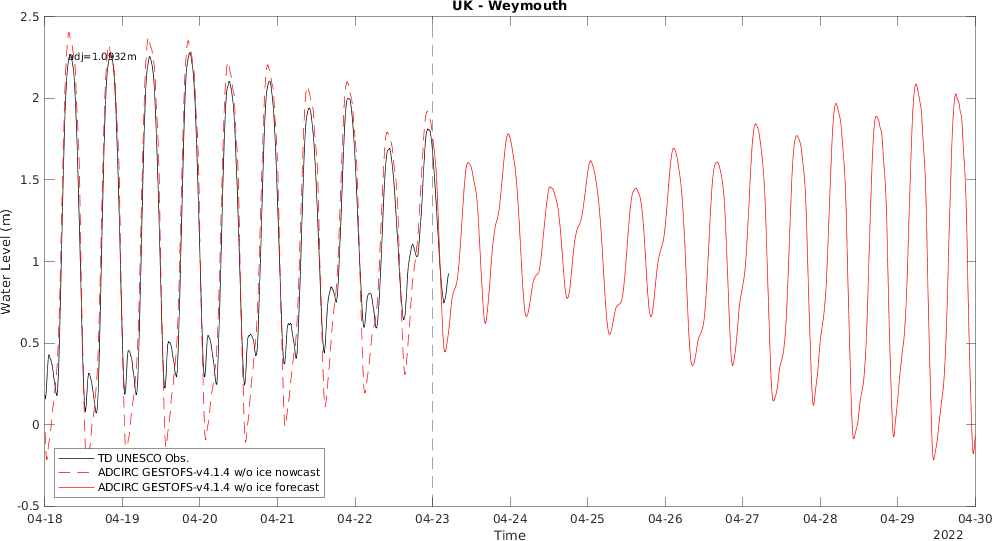 UK - Weymouth
2.5
2
1.5
1
0.5
0
-0.5
Water Level (m)
adj=1.0932m
TD UNESCO Obs.
ADCIRC GESTOFS-v4.1.4 w/o ice nowcast
ADCIRC GESTOFS-v4.1.4 w/o ice forecast
04-18 04-19 04-20 04-21 04-22 04-23 04-24 04-25 04-26 04-27 04-28 04-29 04-30
Time
2022